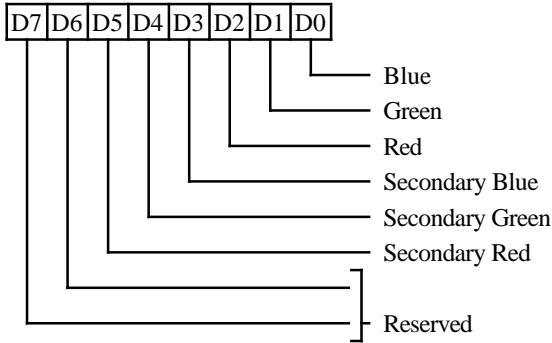 D7 D6 D5 D4 D3 D2 D1 D0
Blue
Green
Red
Secondary Blue
Secondary Green
Secondary Red
Reserved